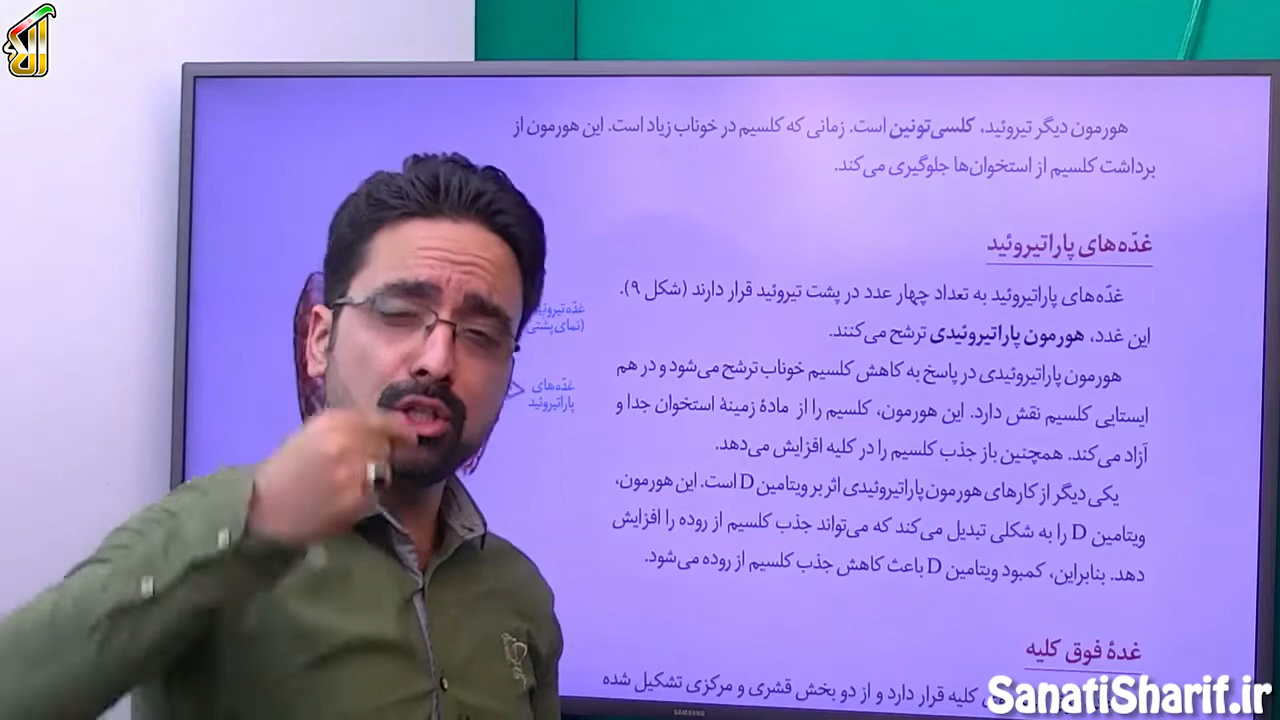 هورمون دیگر تیروئید، کلسی‌تونین است. زمانی که کلسیم در خوناب زیاد است. این هورمون از
برداشت کلسیم از استخوان‌ها جلوگیری می‌کند.
غدّه‌های پاراتیروئید
غدّه‌های پاراتیروئید به تعداد چهار عدد در پشت تیروئید قرار دارند (شکل ۹).
این غدد، هورمون پاراتیروئیدی ترشح می‌کنند.
هورمون پاراتیروئیدی در پاسخ به کاهش کلسیم خوناب ترشح می‌شود و در هم
ایستایی کلسیم نقش دارد. این هورمون، کلسیم را از مادهٔ زمینهٔ استخوان جدا و
آزاد می‌کند. همچنین باز جذب کلسیم را در کلیه افزایش می‌دهد.
یکی دیگر از کارهای هورمون پاراتیروئیدی اثر بر ویتامین D است. این هورمون،
ویتامین D را به شکلی تبدیل می‌کند که می‌تواند جذب کلسیم از روده را افزایش
دهد. بنابراین، کمبود ویتامین D باعث کاهش جذب کلسیم از روده می‌شود.
غدهٔ فوق کلیه
کلیه قرار دارد و از دو بخش قشری و مرکزی تشکیل شده
غدّه تیروئید
(نمای پشتی
غدّه‌های
پاراتیروئید
SAMSUNG
SanatiSharif.ir